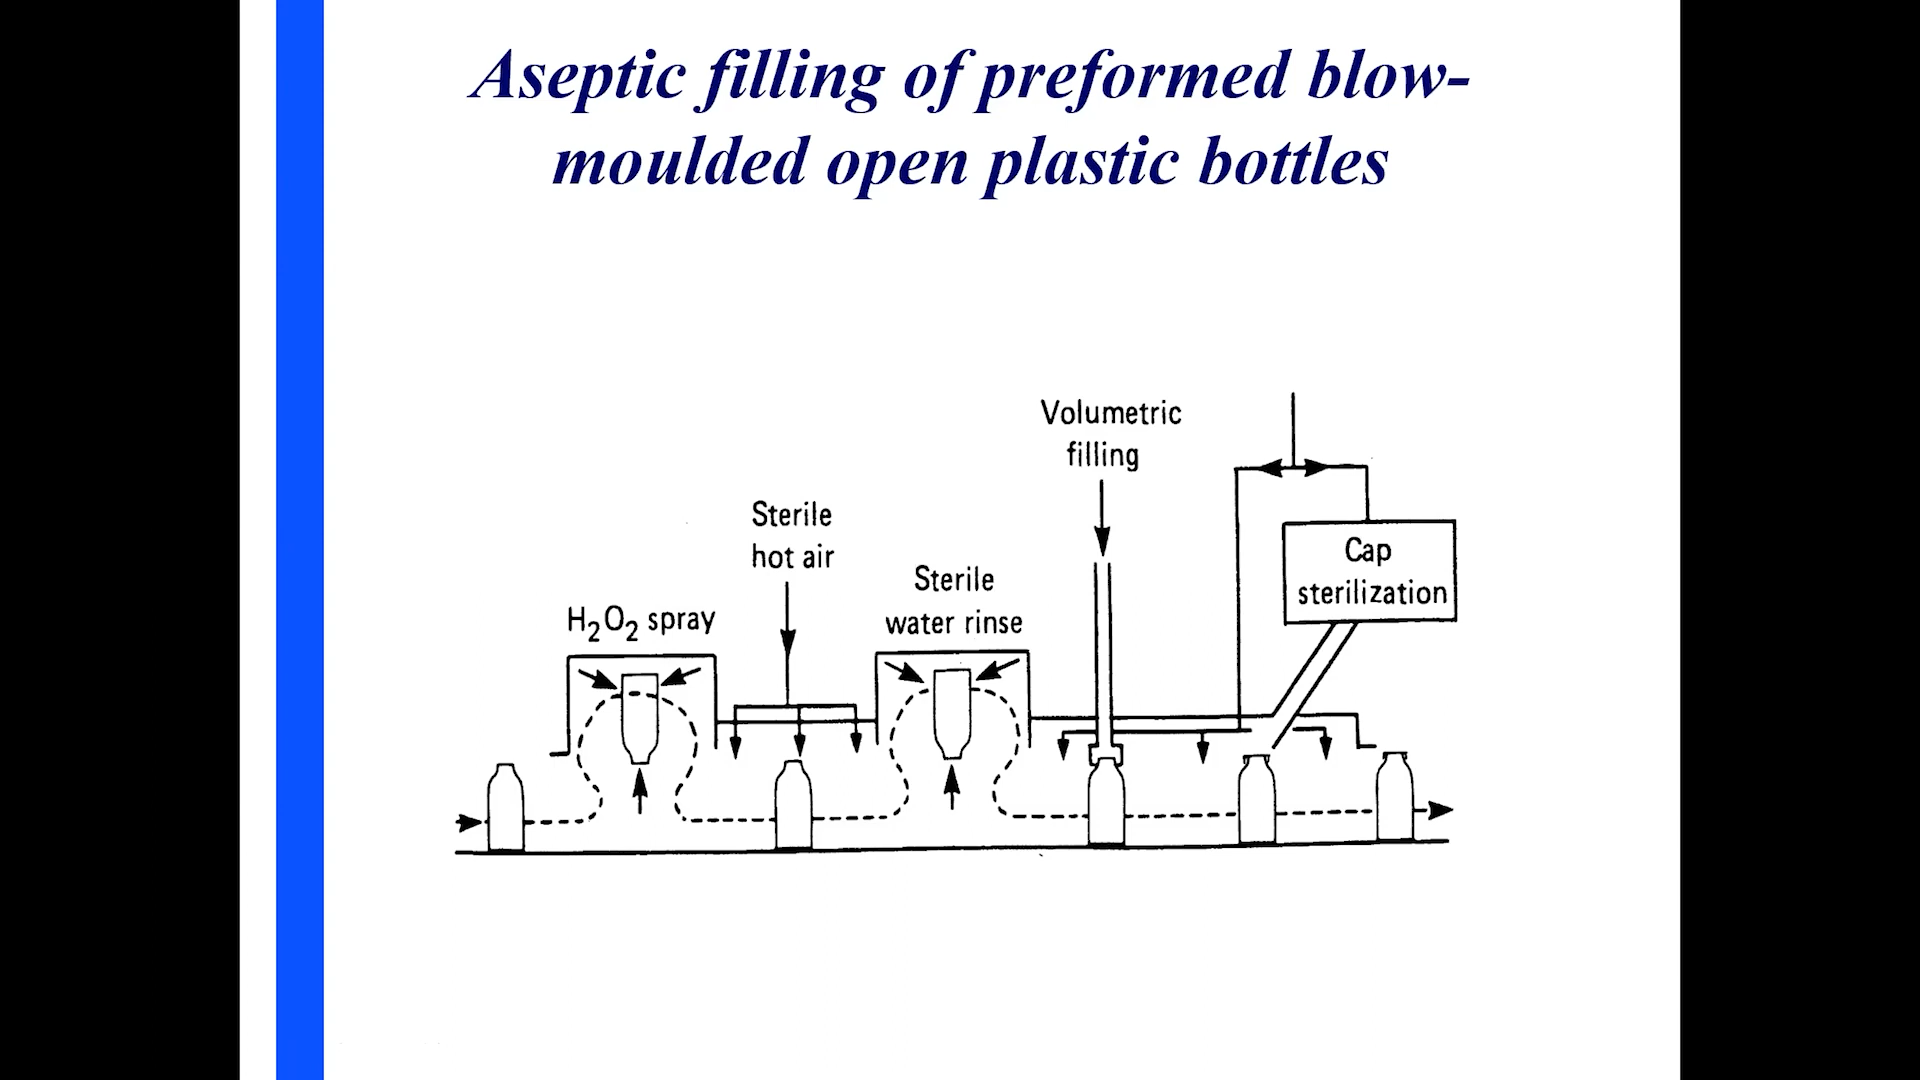 Aseptic filling of preformed blow-
moulded open plastic bottles
Volumetric
filling
Sterile
hot air
Cap
sterilization
Sterile
water rinse
H₂O₂ spray